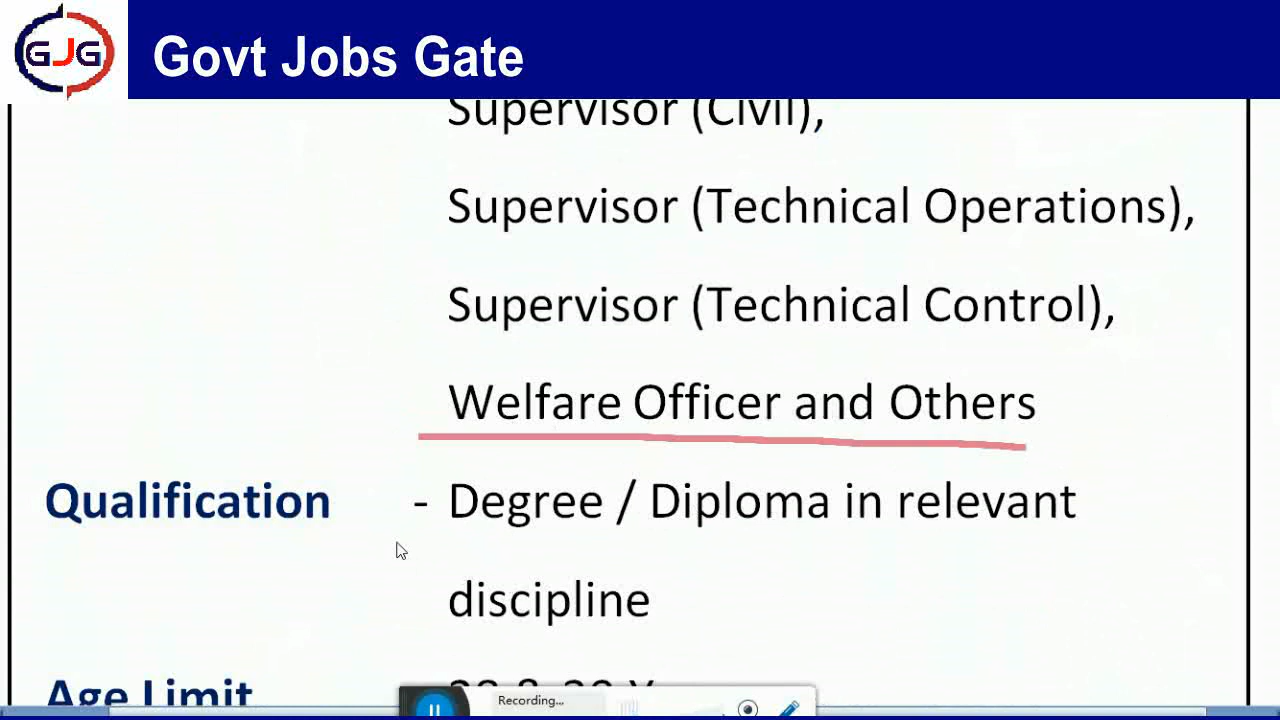 GJG
Govt Jobs Gate
Supervisor (Civil),
Supervisor (Technical Operations),
Supervisor (Technical Control),
Welfare Officer and Others
Qualification - Degree / Diploma in relevant
discipline
Age Limit
Recording...